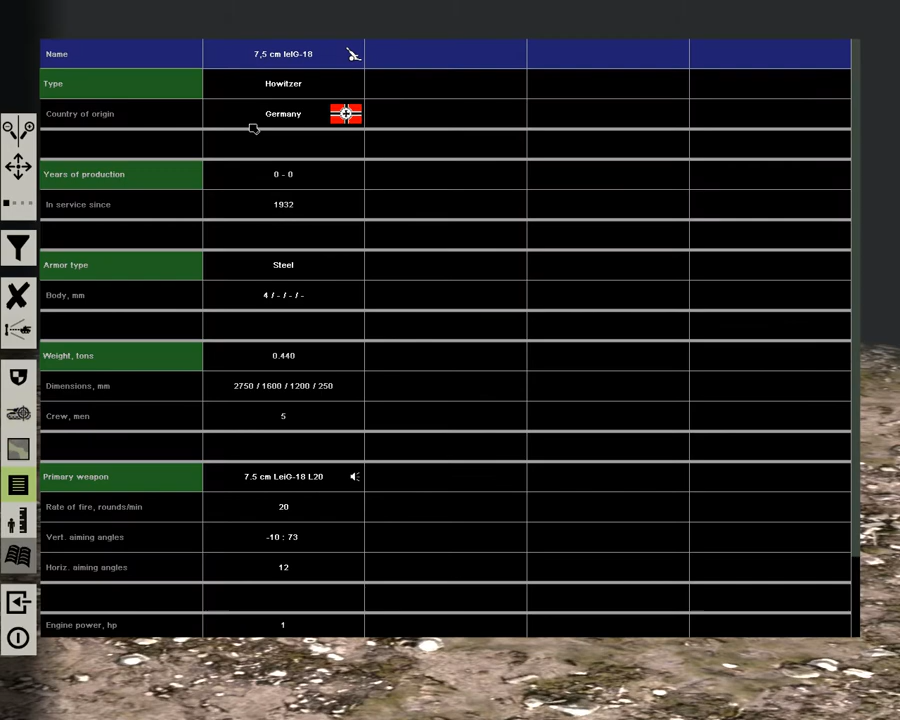 Name 7,5 cm leIG-18
Type Howitzer
Country of origin Germany
Years of production 0 - 0
In service since 1932
Armor type Steel
Body, mm 4 / - / - / -
Weight, tons 0.440
Dimensions, mm 2750 / 1600 / 1200 / 250
Crew, men 5
Primary weapon 7.5 cm LeiG-18 L20
Rate of fire, rounds/min 20
Vert. aiming angles -10 : 73
Horiz. aiming angles 12
Engine power, hp 1